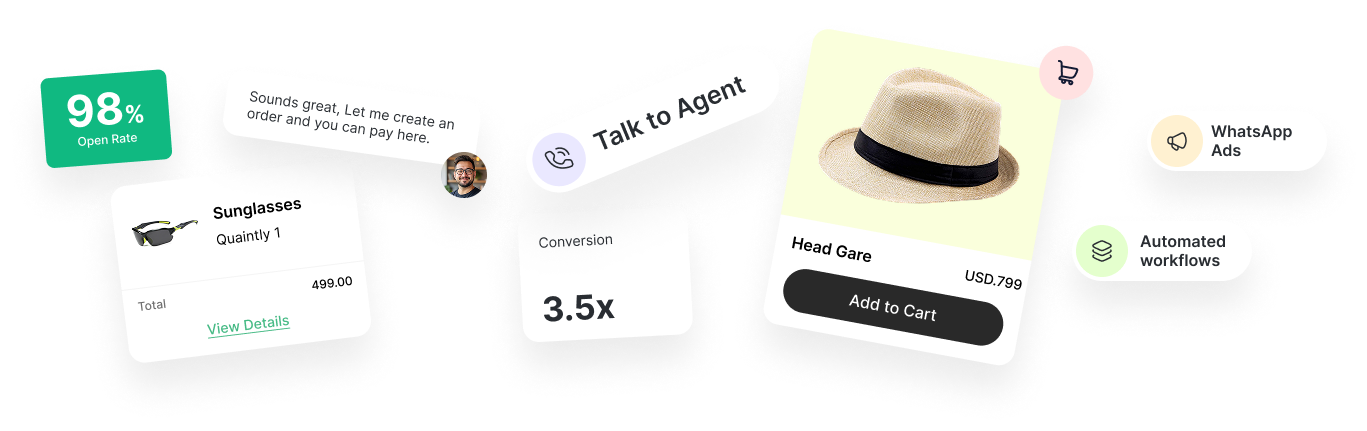 98%
Open Rate
Sounds great, Let me create an
order and you can pay here.
Sunglasses
Quaintly 1
Total
499.00
View Details
Talk to Agent
Conversion
3.5x
Head Gare
USD.799
Add to Cart
WhatsApp
Ads
Automated
workflows